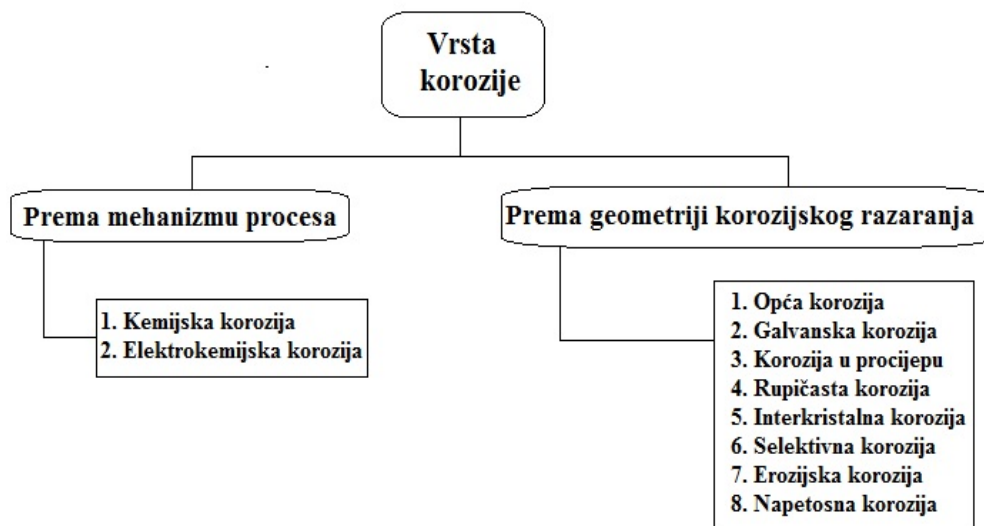 Vrsta
korozije
Prema mehanizmu procesa
Prema geometriji korozijskog razaranja
1. Kemijska korozija
2. Elektrokemijska korozija
1. Opća korozija
2. Galvanska korozija
3. Korozija u procijepu
4. Rupičasta korozija
5. Interkristalna korozija
6. Selektivna korozija
7. Erozijska korozija
8. Napetosna korozija